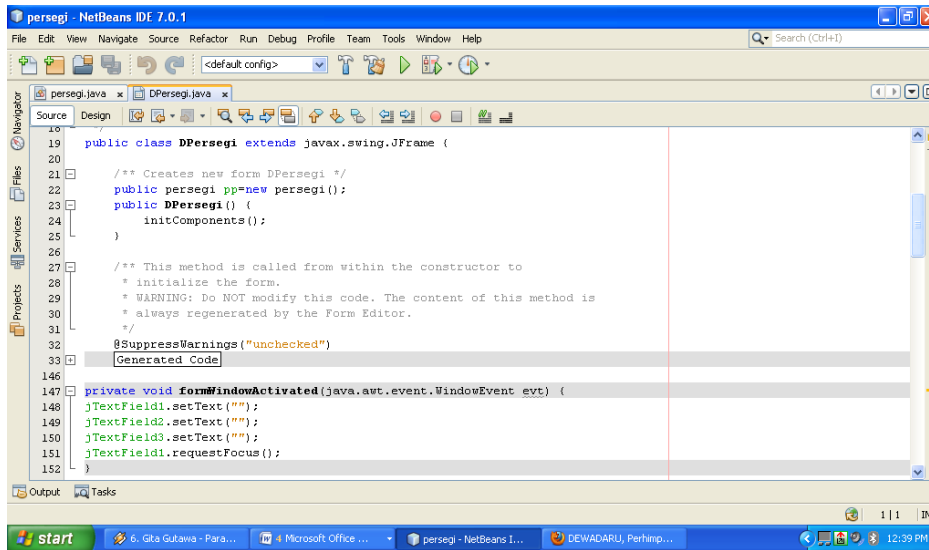 persegi - NetBeans IDE 7.0.1
File Edit View Navigate Source Refactor Run Debug Profile Team Tools Window Help
Search (Ctrl+I)
<default config>
persegi.java x DPersegi.java x
Source Design
Navigator
Files
Services
Projects
18 */
19 public class DPersegi extends javax.swing.JFrame {
20
21 /** Creates new form DPersegi */
22 public persegi pp=new persegi();
23 public DPersegi() {
24 initComponents();
25 }
26
27 /** This method is called from within the constructor to
28 * initialize the form.
29 * WARNING: Do NOT modify this code. The content of this method is
30 * always regenerated by the Form Editor.
31 */
32 @SuppressWarnings("unchecked")
33 Generated Code
146
147 private void formWindowActivated(java.awt.event.WindowEvent evt) {
148 jTextField1.setText("");
149 jTextField2.setText("");
150 jTextField3.setText("");
151 jTextField1.requestFocus();
152 }
Output Tasks
1|1
start 6. Gita Gutawa - Para... 4 Microsoft Office ... persegi - NetBeans I... DEWADARU, Perhimp... 12:39 PM